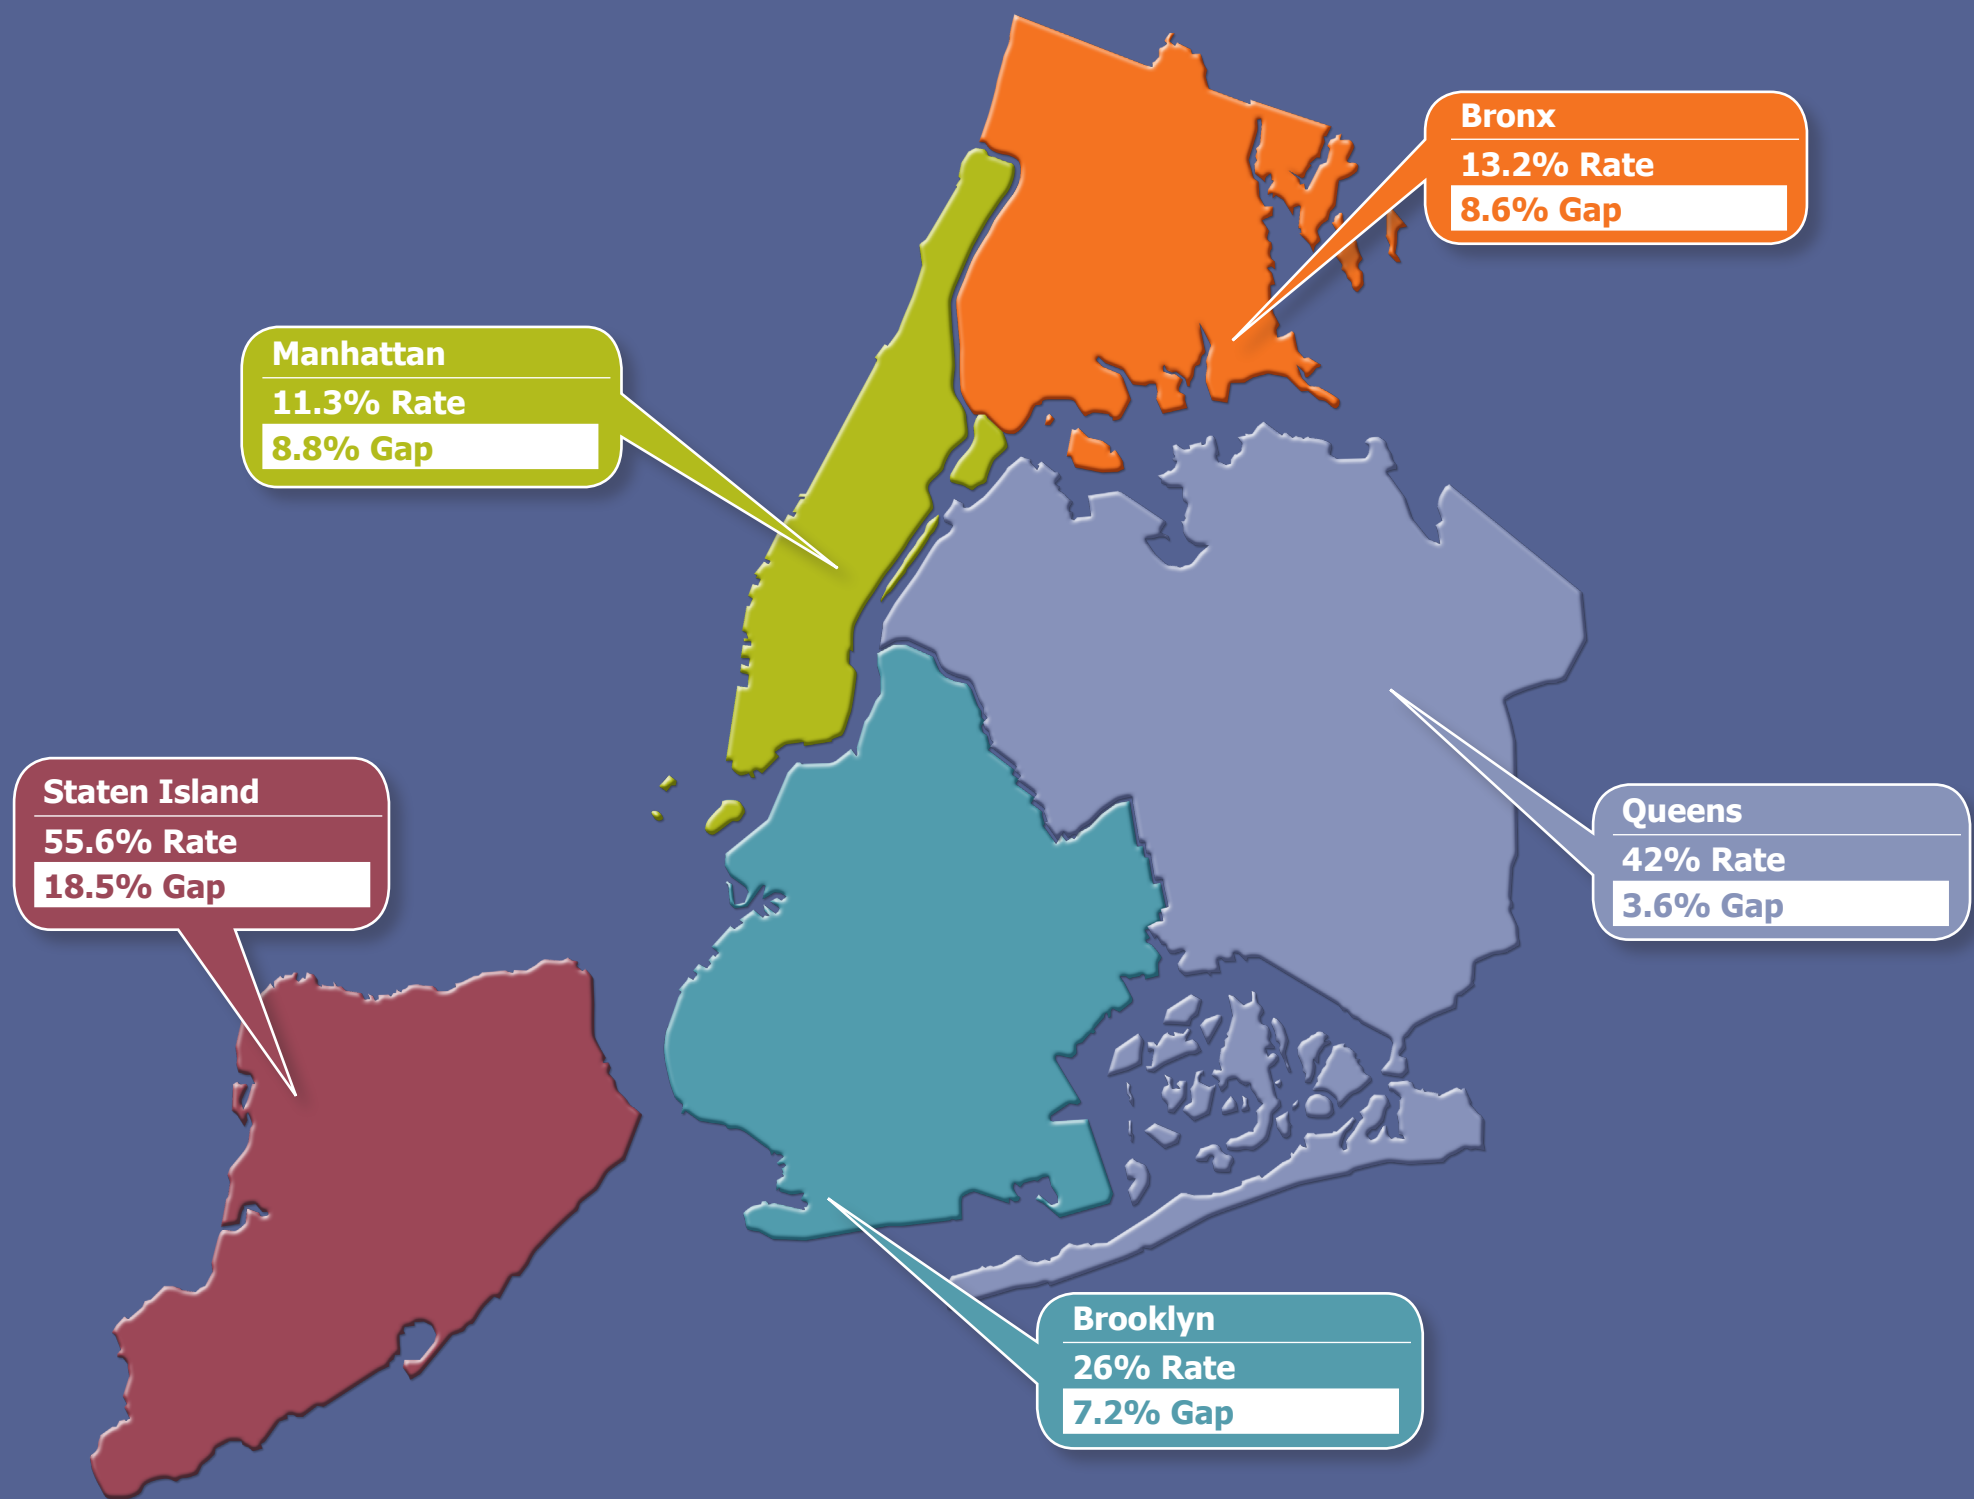 Bronx
13.2% Rate
8.6% Gap
Manhattan
11.3% Rate
8.8% Gap
Staten Island
55.6% Rate
18.5% Gap
Queens
42% Rate
3.6% Gap
Brooklyn
26% Rate
7.2% Gap